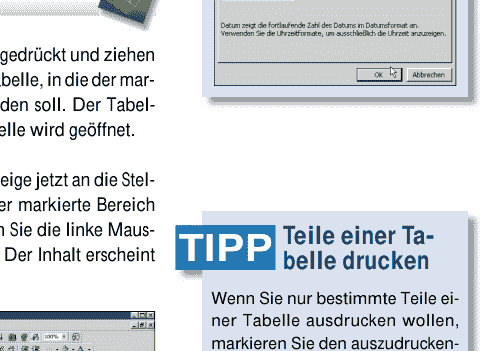 gedrückt und ziehen
abelle, in die der mar-
den soll. Der Tabel-
elle wird geöffnet.
eige jetzt an die Stel-
er markierte Bereich
n Sie die linke Maus-
Der Inhalt erscheint
Datum zeigt die fortlaufende Zahl des Datums im Datumsformat an.
Verwenden Sie die Uhrzeitformate, um ausschließlich die Uhrzeit anzuzeigen.
OK Abbrechen
TIPP Teile einer Ta-
belle drucken
Wenn Sie nur bestimmte Teile ei-
ner Tabelle ausdrucken wollen,
markieren Sie den auszudrucken-
100%